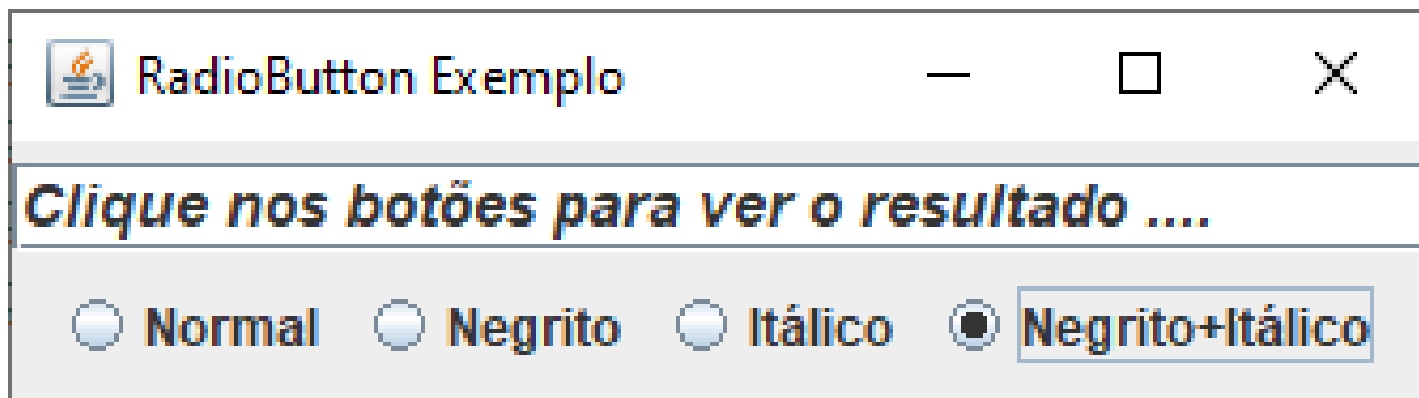 RadioButton Exemplo
Clique nos botões para ver o resultado ....
Normal Negrito Itálico Negrito+Itálico